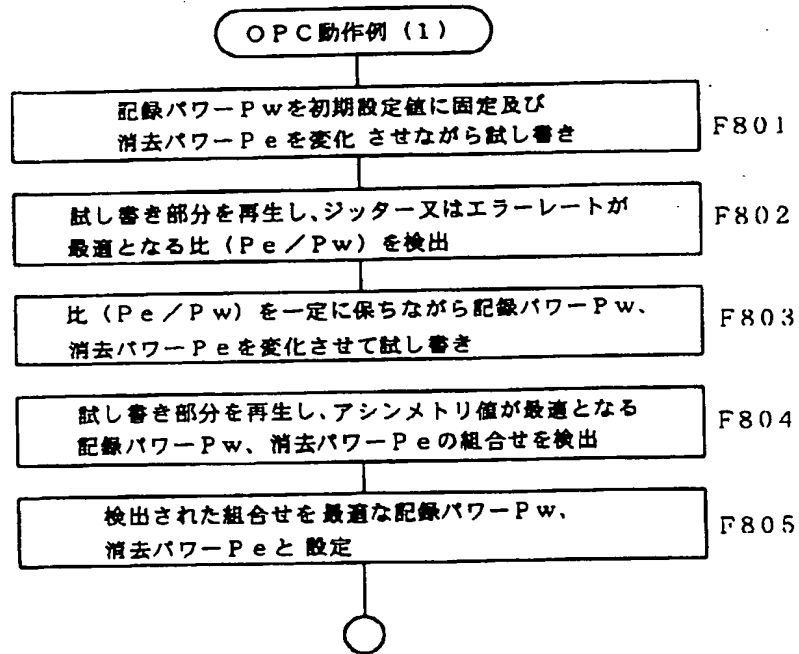 OPC動作例(1)
記録パワーPwを初期設定値に固定及び
消去パワーPeを変化 させながら試し書き
F801
試し書き部分を再生し、ジッター又はエラーレートが
最適となる比(Pe/Pw)を検出
F802
比(Pe/Pw)を一定に保ちながら記録パワーPw、
消去パワーPeを変化させて試し書き
F803
試し書き部分を再生し、アシンメトリ値が最適となる
記録パワーPw、消去パワーPeの組合せを検出
F804
検出された組合せを最適な記録パワーPw、
消去パワーPeと 設定
F805